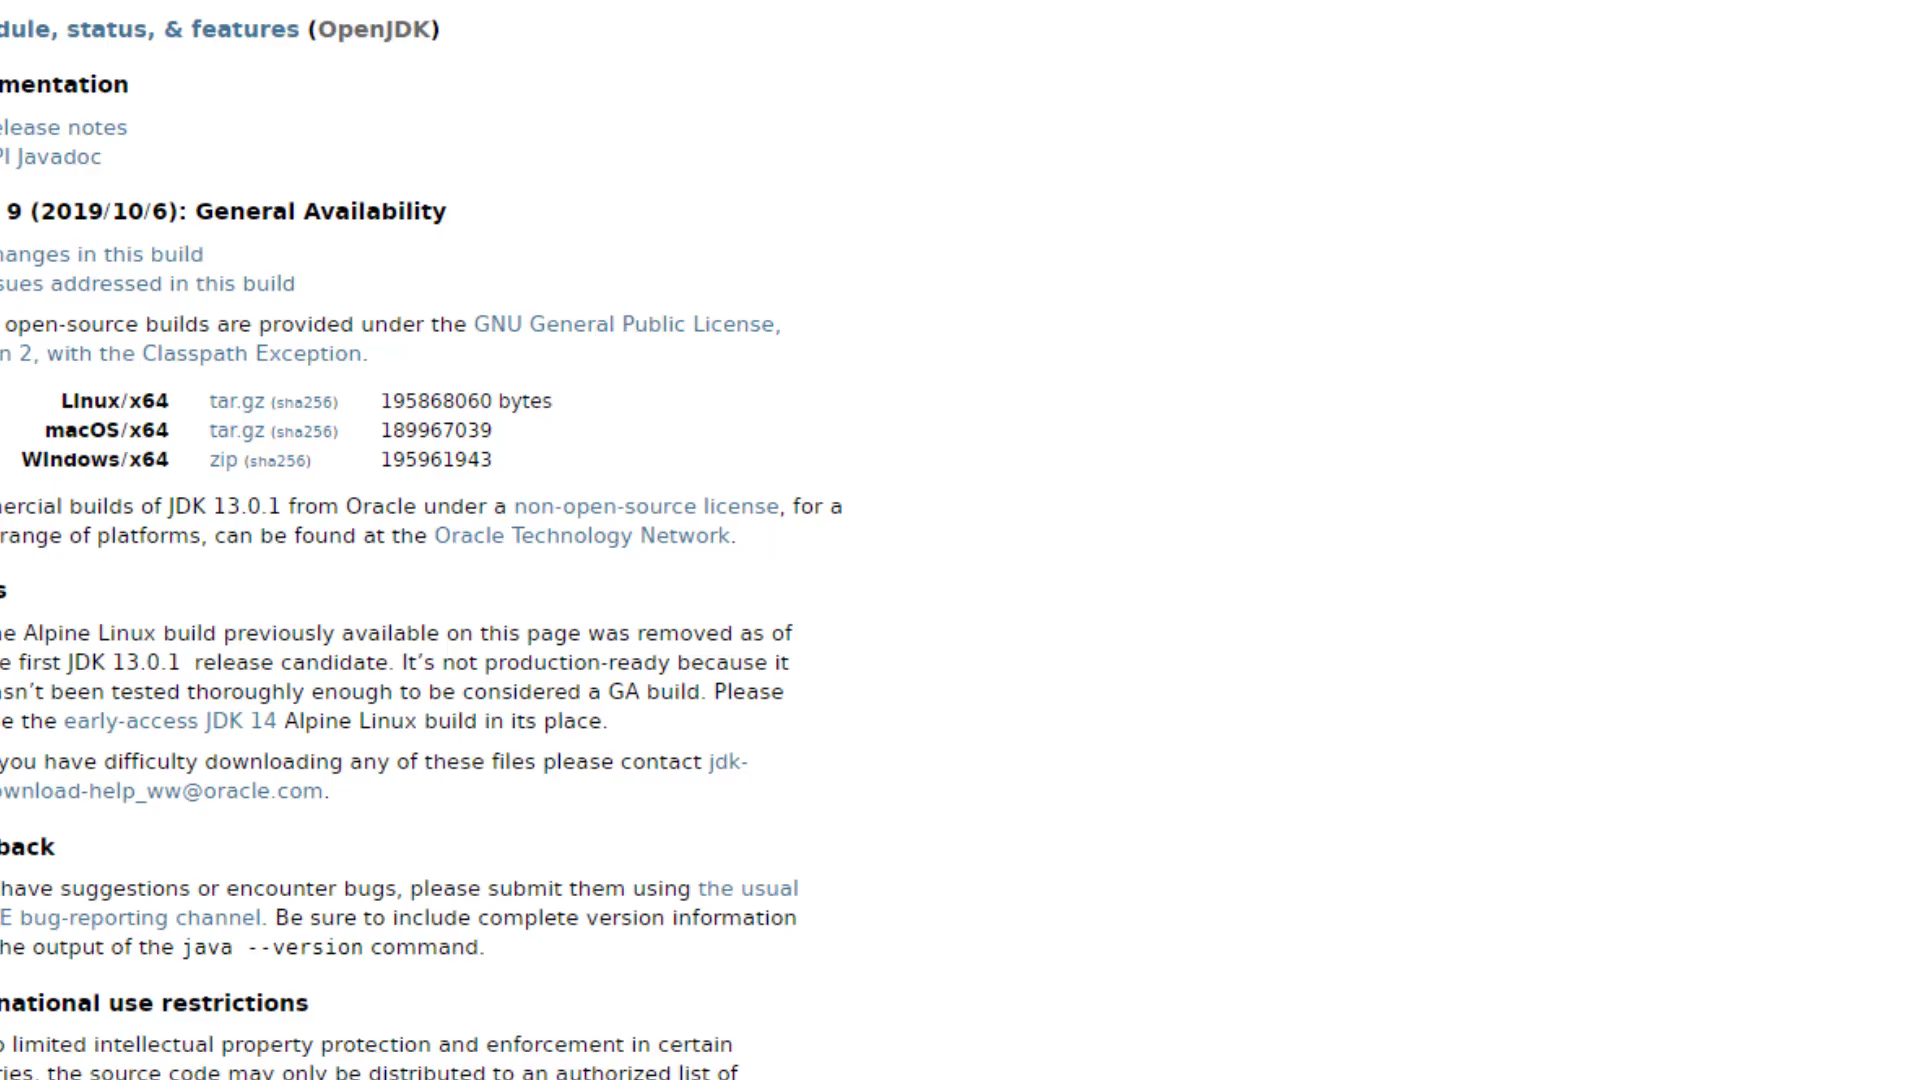 dule, status, & features (OpenJDK)
mentation
elease notes
PI Javadoc
9 (2019/10/6): General Availability
hanges in this build
sues addressed in this build
open-source builds are provided under the GNU General Public License,
n 2, with the Classpath Exception.
Linux/x64 tar.gz (sha256) 195868060 bytes
macOS/x64 tar.gz (sha256) 189967039
Windows/x64 zip (sha256) 195961943
ercial builds of JDK 13.0.1 from Oracle under a non-open-source license, for a
range of platforms, can be found at the Oracle Technology Network.
s
e Alpine Linux build previously available on this page was removed as of
e first JDK 13.0.1 release candidate. It’s not production-ready because it
asn’t been tested thoroughly enough to be considered a GA build. Please
e the early-access JDK 14 Alpine Linux build in its place.
you have difficulty downloading any of these files please contact jdk-
ownload-help_ww@oracle.com.
back
have suggestions or encounter bugs, please submit them using the usual
E bug-reporting channel. Be sure to include complete version information
he output of the java --version command.
national use restrictions
o limited intellectual property protection and enforcement in certain
ries, the source code may only be distributed to an authorized list of